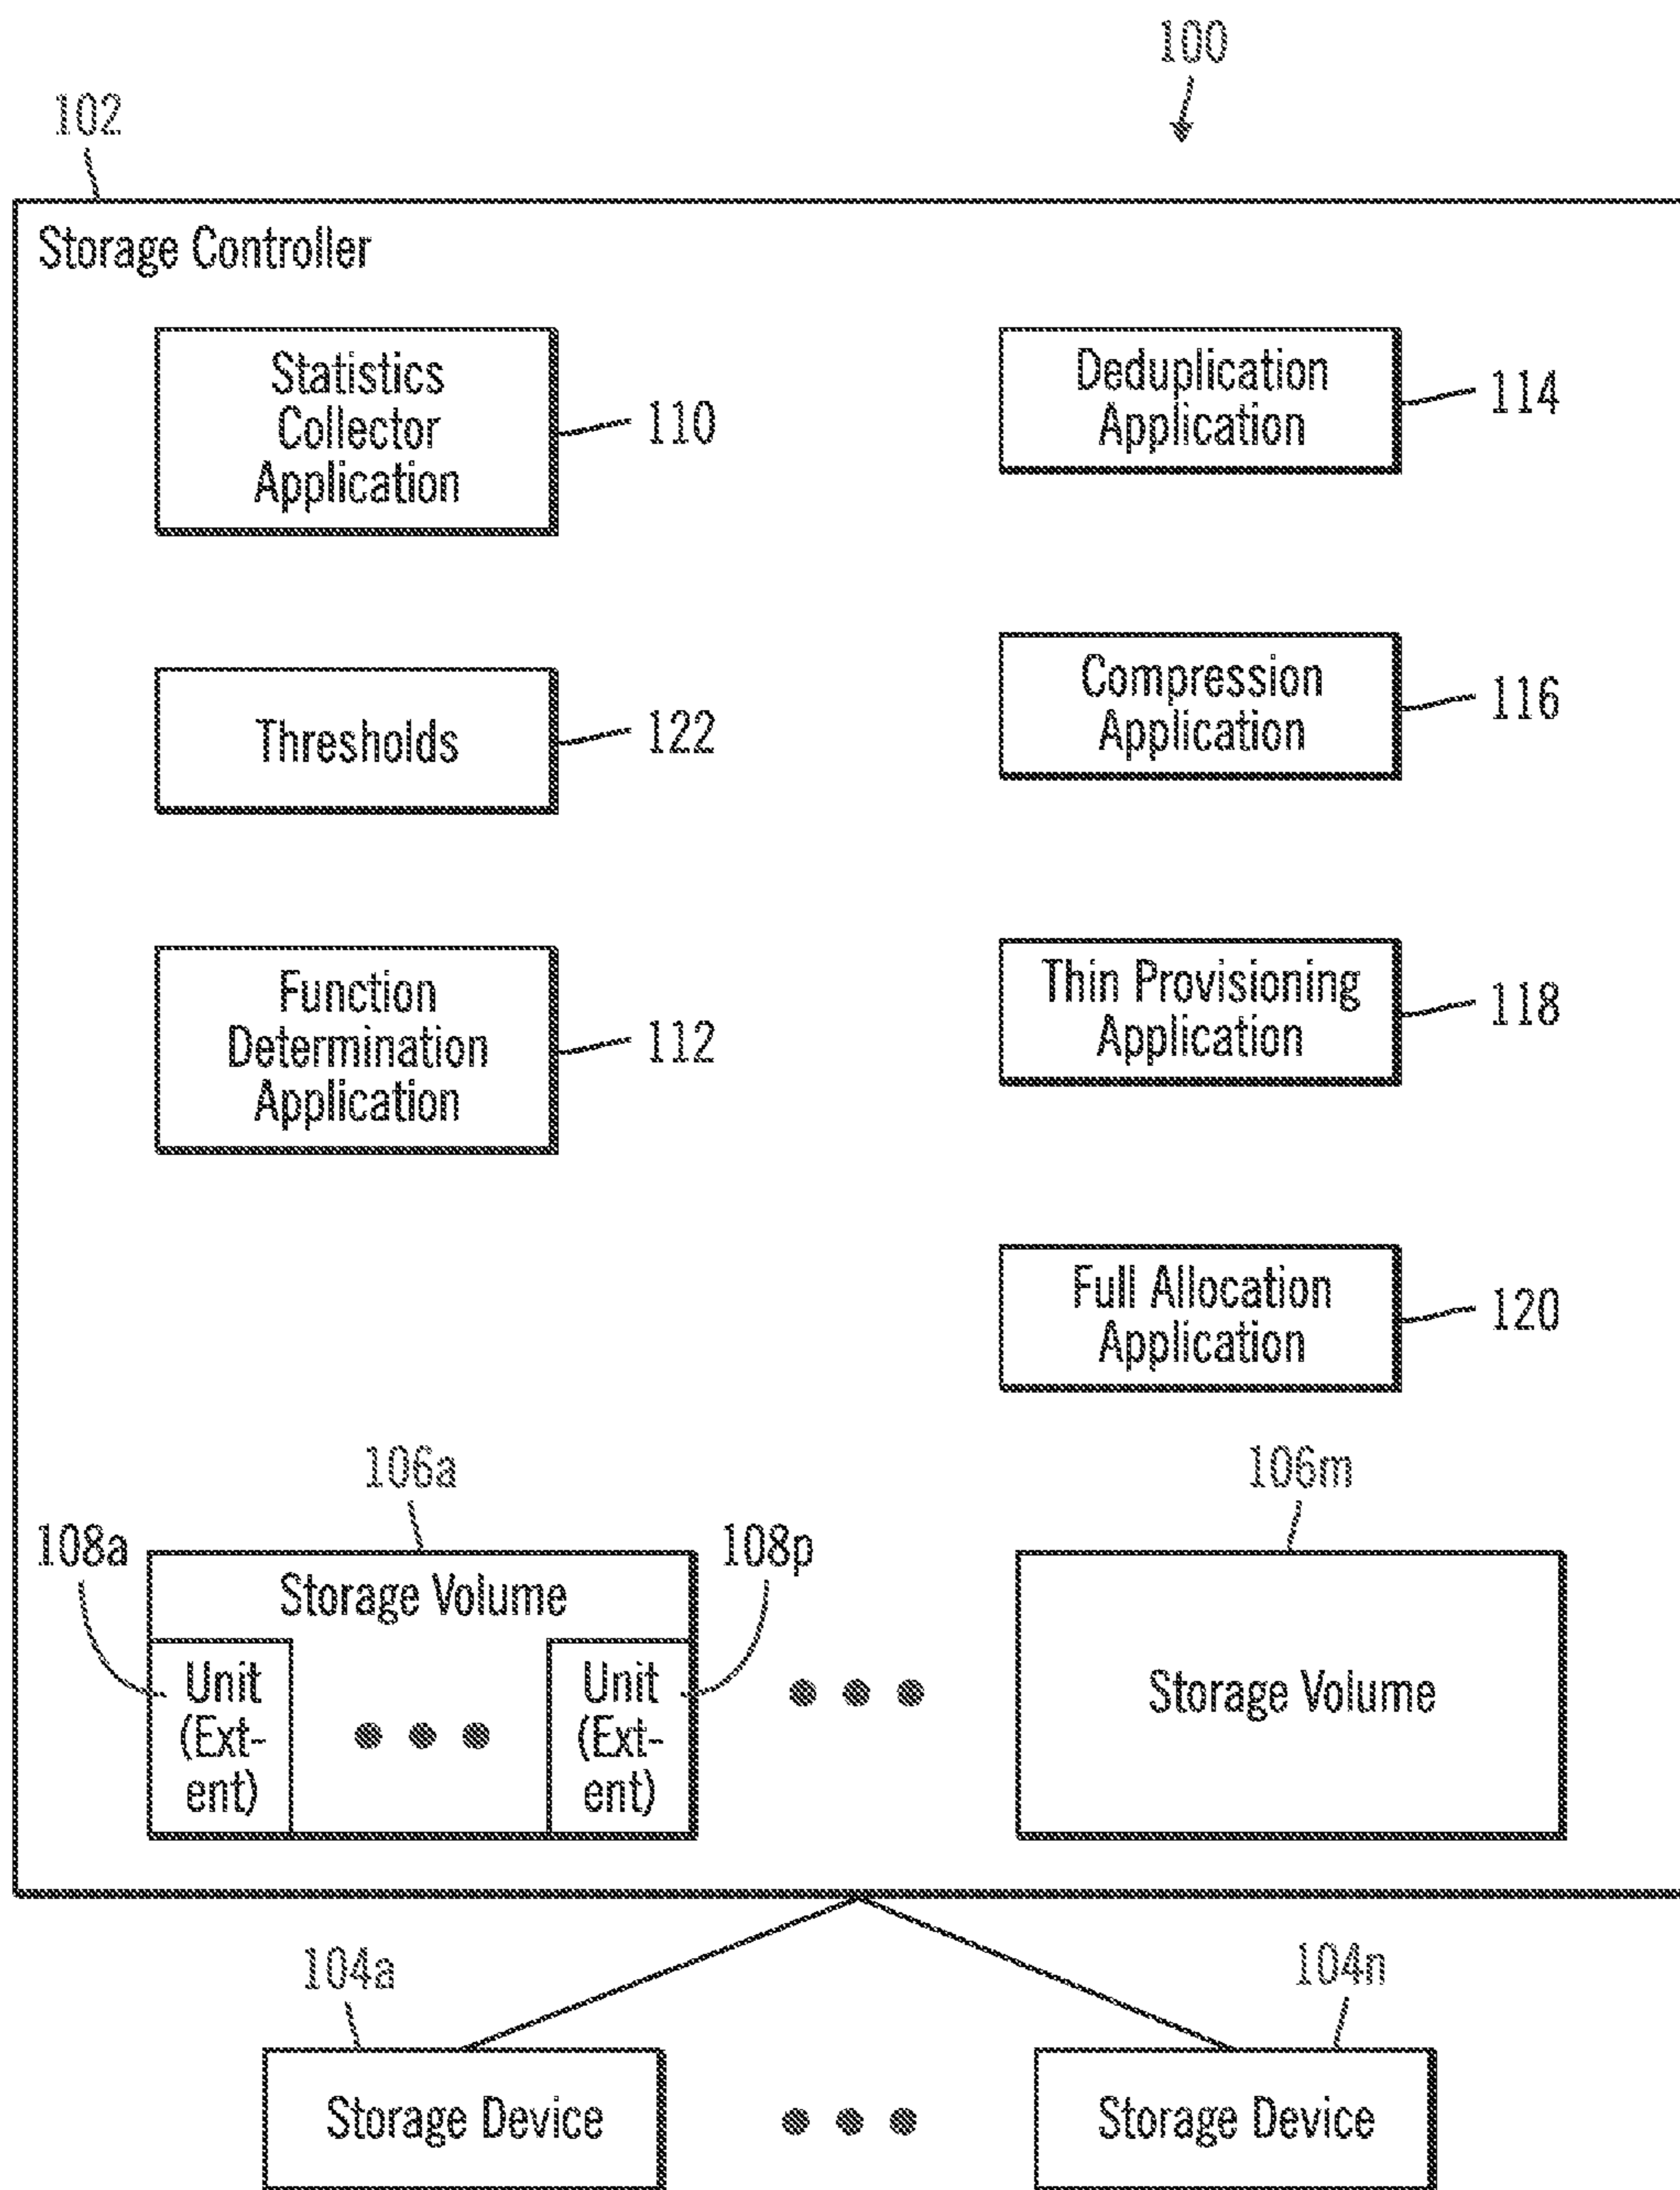 100
102
Storage Controller
Statistics
Collector
Application
110
Deduplication
Application
114
Thresholds
122
Compression
Application
116
Function
Determination
Application
112
Thin Provisioning
Application
118
Full Allocation
Application
120
106a
106m
108a
108p
Storage Volume
Unit
(Ext-
ent)
Unit
(Ext-
ent)
Storage Volume
104a
104n
Storage Device
Storage Device